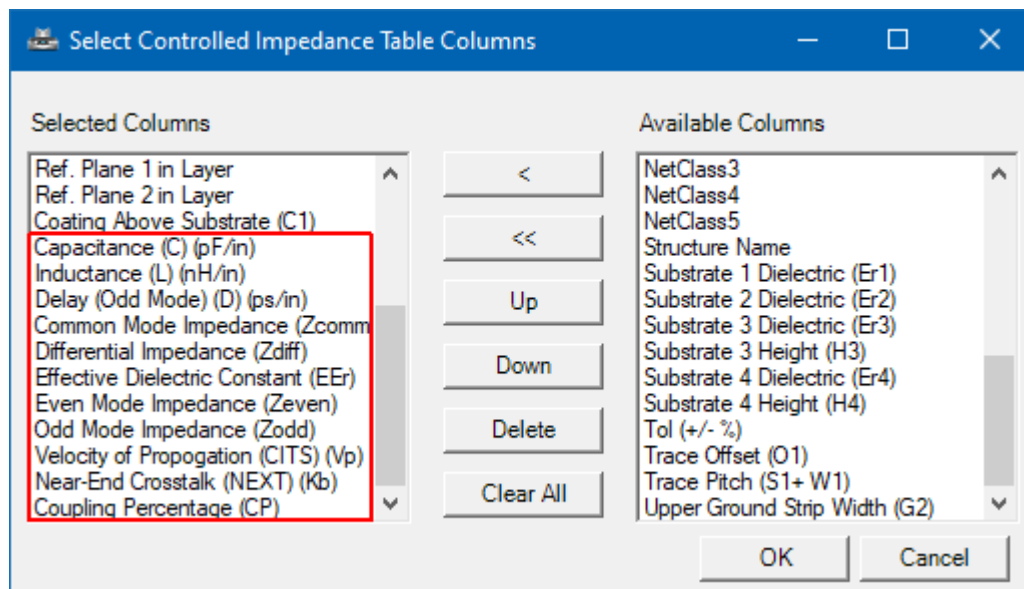 Select Controlled Impedance Table Columns
Selected Columns
Ref. Plane 1 in Layer
Ref. Plane 2 in Layer
Coating Above Substrate (C1)
Capacitance (C) (pF/in)
Inductance (L) (nH/in)
Delay (Odd Mode) (D) (ps/in)
Common Mode Impedance (Zcomm
Differential Impedance (Zdiff)
Effective Dielectric Constant (EEr)
Even Mode Impedance (Zeven)
Odd Mode Impedance (Zodd)
Velocity of Propogation (CITS) (Vp)
Near-End Crosstalk (NEXT) (Kb)
Coupling Percentage (CP)
<
<<
Up
Down
Delete
Clear All
Available Columns
NetClass3
NetClass4
NetClass5
Structure Name
Substrate 1 Dielectric (Er1)
Substrate 2 Dielectric (Er2)
Substrate 3 Dielectric (Er3)
Substrate 3 Height (H3)
Substrate 4 Dielectric (Er4)
Substrate 4 Height (H4)
Tol (+/- %)
Trace Offset (O1)
Trace Pitch (S1+ W1)
Upper Ground Strip Width (G2)
OK
Cancel